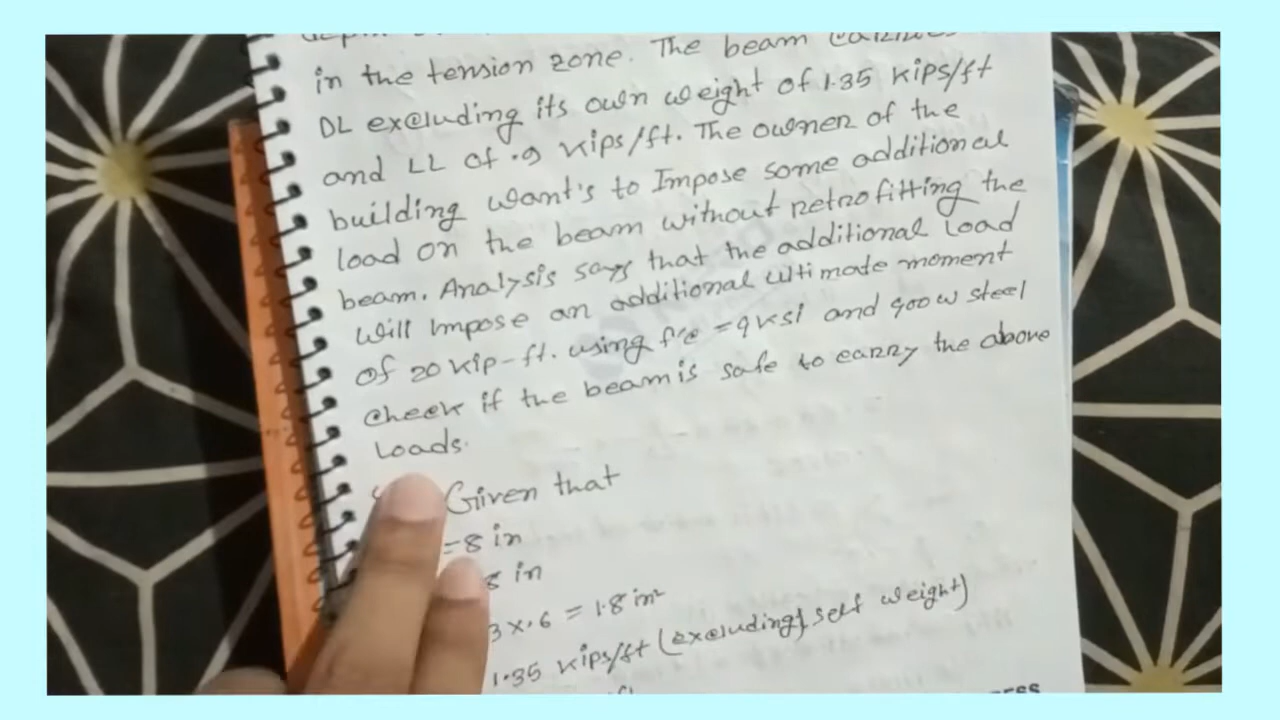 in the tension zone. The beam
DL excluding its own weight of 1.35 Kips/ft
and LL of .9 Kips/ft. The owner of the
building want's to Impose some additional
load on the beam without retrofitting the
beam. Analysis says that the additional Load
will Impose an additional ultimate moment
of 20 Kip-ft. using f'c = 4 ksi and 400 W steel
check if the beam is safe to carry the above
Loads.
Given that
= 8 in
8 in
3 x .6 = 1.8 in²
1.35 Kips/ft (excluding self weight)